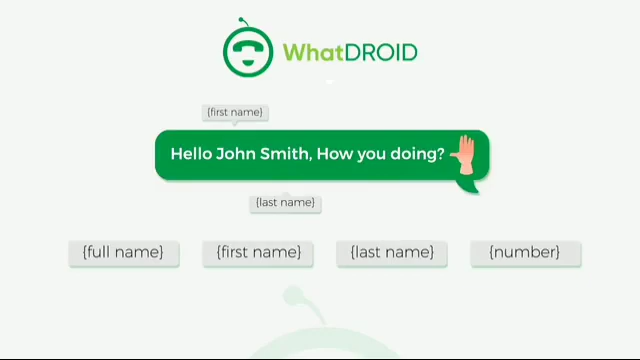 WhatDROID
{first name}
Hello John Smith, How you doing?
{last name}
{full name} {first name} {last name} {number}